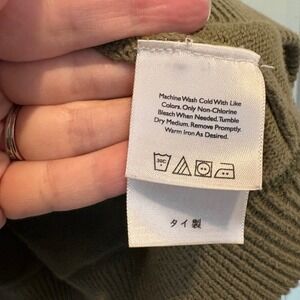 Machine Wash Cold With Like
Colors. Only Non-Chlorine
Bleach When Needed. Tumble
Dry Medium. Remove Promptly.
Warm Iron As Desired.
30C
タイ製